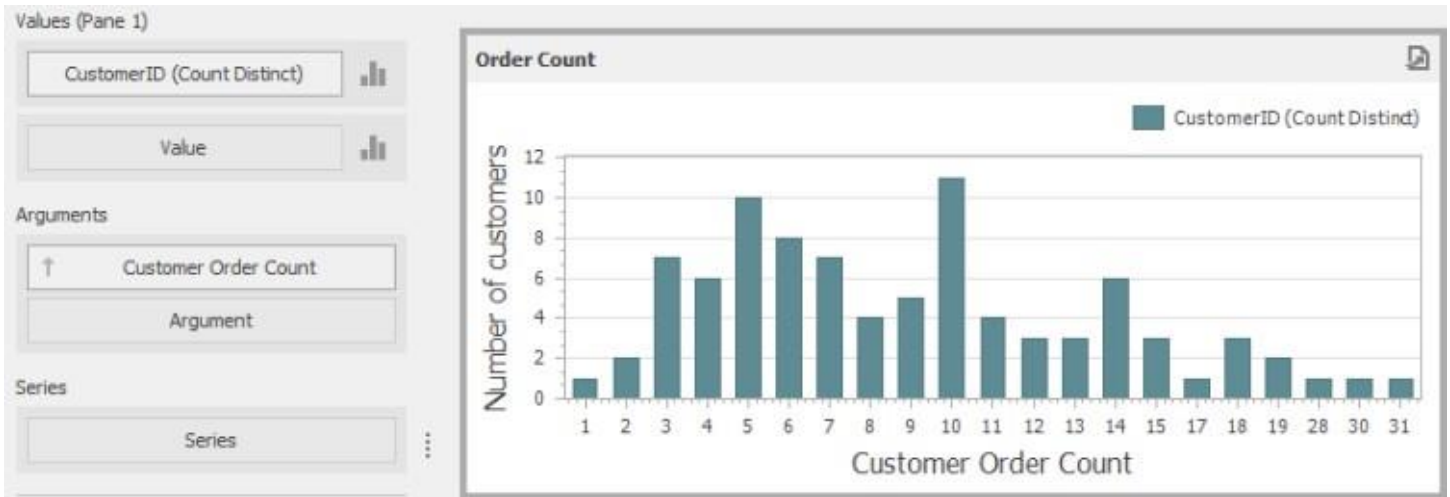 Values (Pane 1)
CustomerID (Count Distinct)
Value
Arguments
Customer Order Count
Argument
Series
Series
Order Count
CustomerID (Count Distinct)
Number of customers
12
10
8
6
4
2
0
1 2 3 4 5 6 7 8 9 10 11 12 13 14 15 17 18 19 28 30 31
Customer Order Count